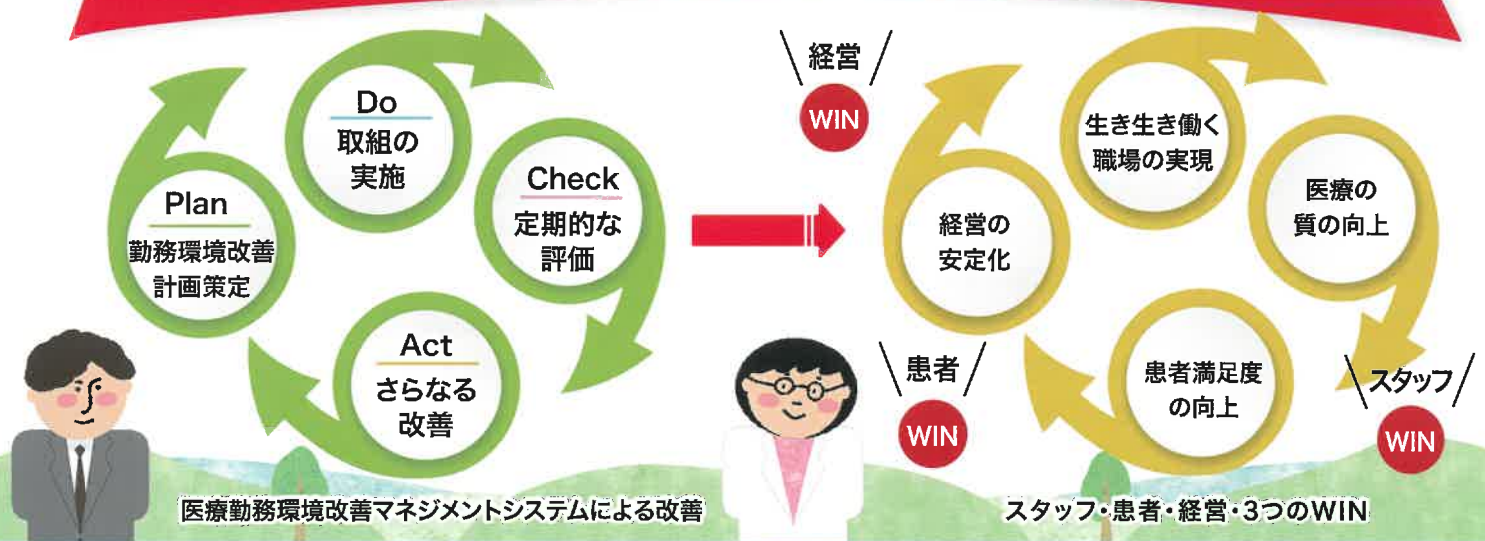 Plan
勤務環境改善
計画策定
Do
取組の
実施
Check
定期的な
評価
Act
さらなる
改善
医療勤務環境改善マネジメントシステムによる改善
経営
WIN
経営の
安定化
生き生き働く
職場の実現
医療の
質の向上
患者満足度
の向上
患者
WIN
スタッフ
WIN
スタッフ・患者・経営・3つのWIN